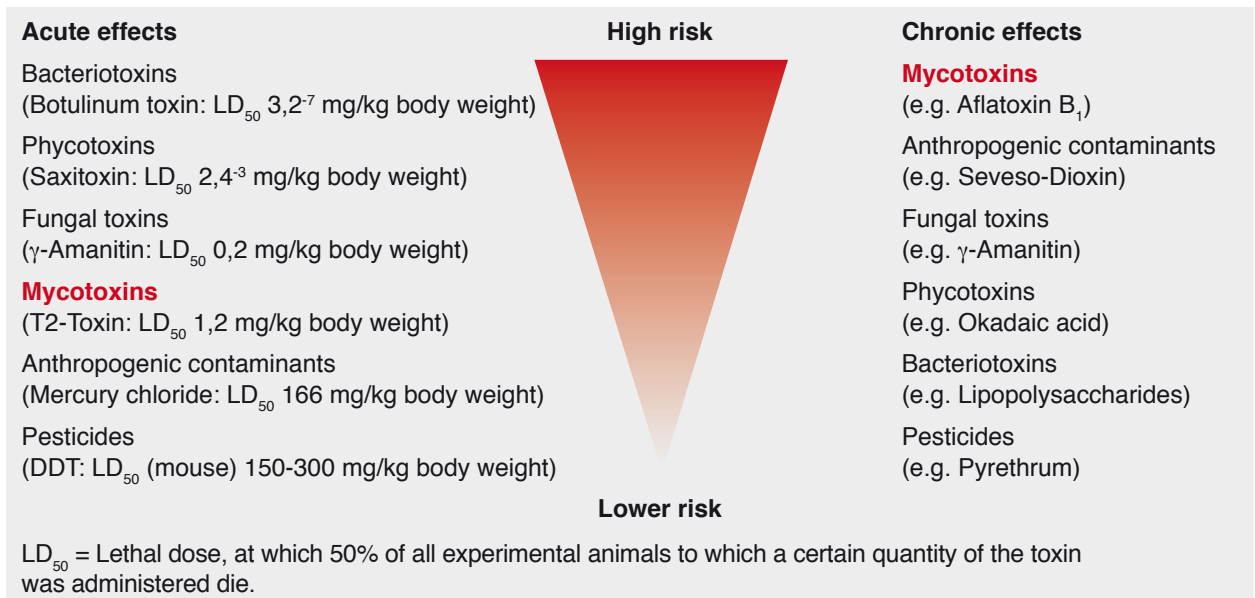 Acute effects
Bacteriotoxins
(Botulinum toxin: LD₅₀ 3,2⁻⁷ mg/kg body weight)
Phycotoxins
(Saxitoxin: LD₅₀ 2,4⁻³ mg/kg body weight)
Fungal toxins
(γ-Amanitin: LD₅₀ 0,2 mg/kg body weight)
Mycotoxins
(T2-Toxin: LD₅₀ 1,2 mg/kg body weight)
Anthropogenic contaminants
(Mercury chloride: LD₅₀ 166 mg/kg body weight)
Pesticides
(DDT: LD₅₀ (mouse) 150-300 mg/kg body weight)
High risk
Lower risk
Chronic effects
Mycotoxins
(e.g. Aflatoxin B₁)
Anthropogenic contaminants
(e.g. Seveso-Dioxin)
Fungal toxins
(e.g. γ-Amanitin)
Phycotoxins
(e.g. Okadaic acid)
Bacteriotoxins
(e.g. Lipopolysaccharides)
Pesticides
(e.g. Pyrethrum)
LD₅₀ = Lethal dose, at which 50% of all experimental animals to which a certain quantity of the toxin
was administered die.